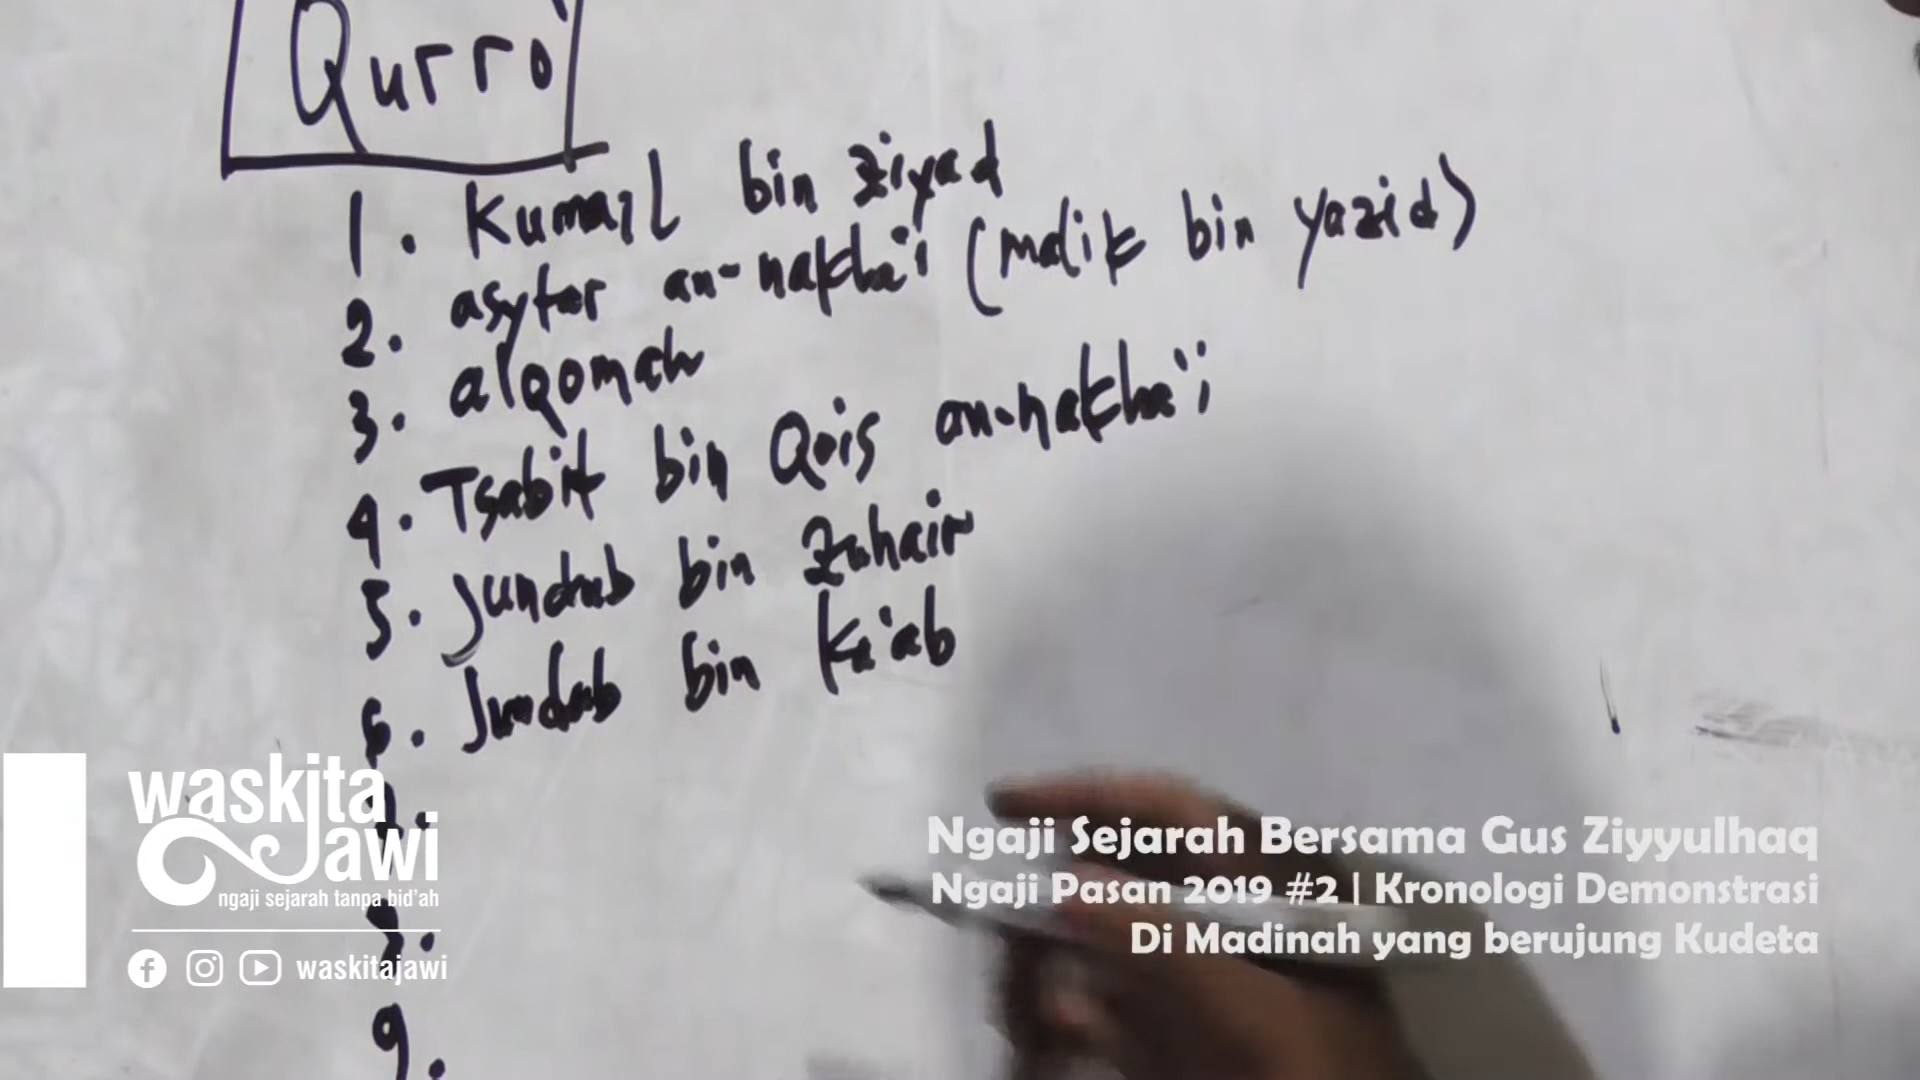 Qurro'
1. Kumail bin ziyad
2. asytar an-nakha'i (malik bin yazid)
3. alqomah
4. Tsabit bin Qois an-nakha'i
5. Jundab bin zuhair
6. Jundab bin ka'ab
9.
waskita
Jawi
ngaji sejarah tanpa bid'ah
waskitajawi
Ngaji Sejarah Bersama Gus Ziyyulhaq
Ngaji Pasan 2019 #2 | Kronologi Demonstrasi
Di Madinah yang berujung Kudeta